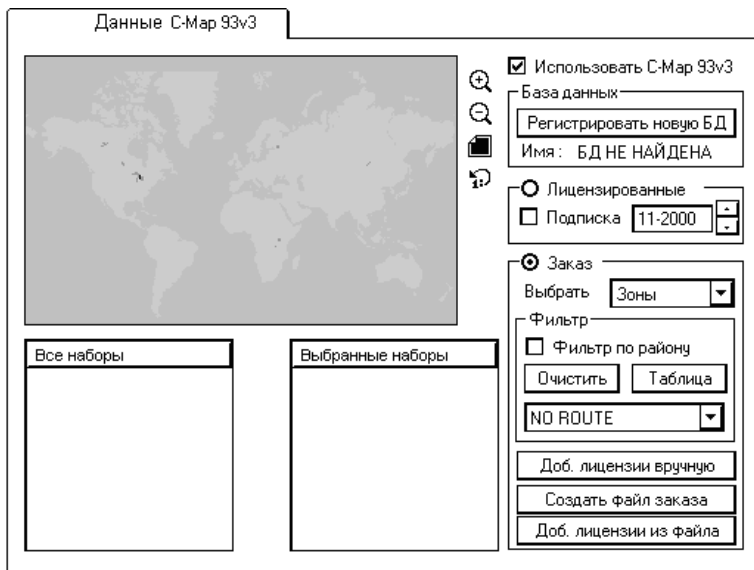 Данные C-Map 93v3
Использовать C-Map 93v3
База данных
Регистрировать новую БД
Имя: БД НЕ НАЙДЕНА
Лицензированные
Подписка 11-2000
Заказ
Выбрать Зоны
Фильтр
Фильтр по району
Очистить Таблица
NO ROUTE
Доб. лицензии вручную
Создать файл заказа
Доб. лицензии из файла
Все наборы
Выбранные наборы